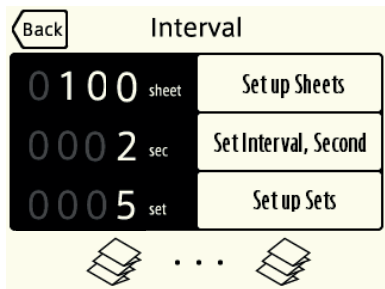 Back Interval
0100 sheet Set up Sheets
0002 sec Set Interval, Second
0005 set Set up Sets
...